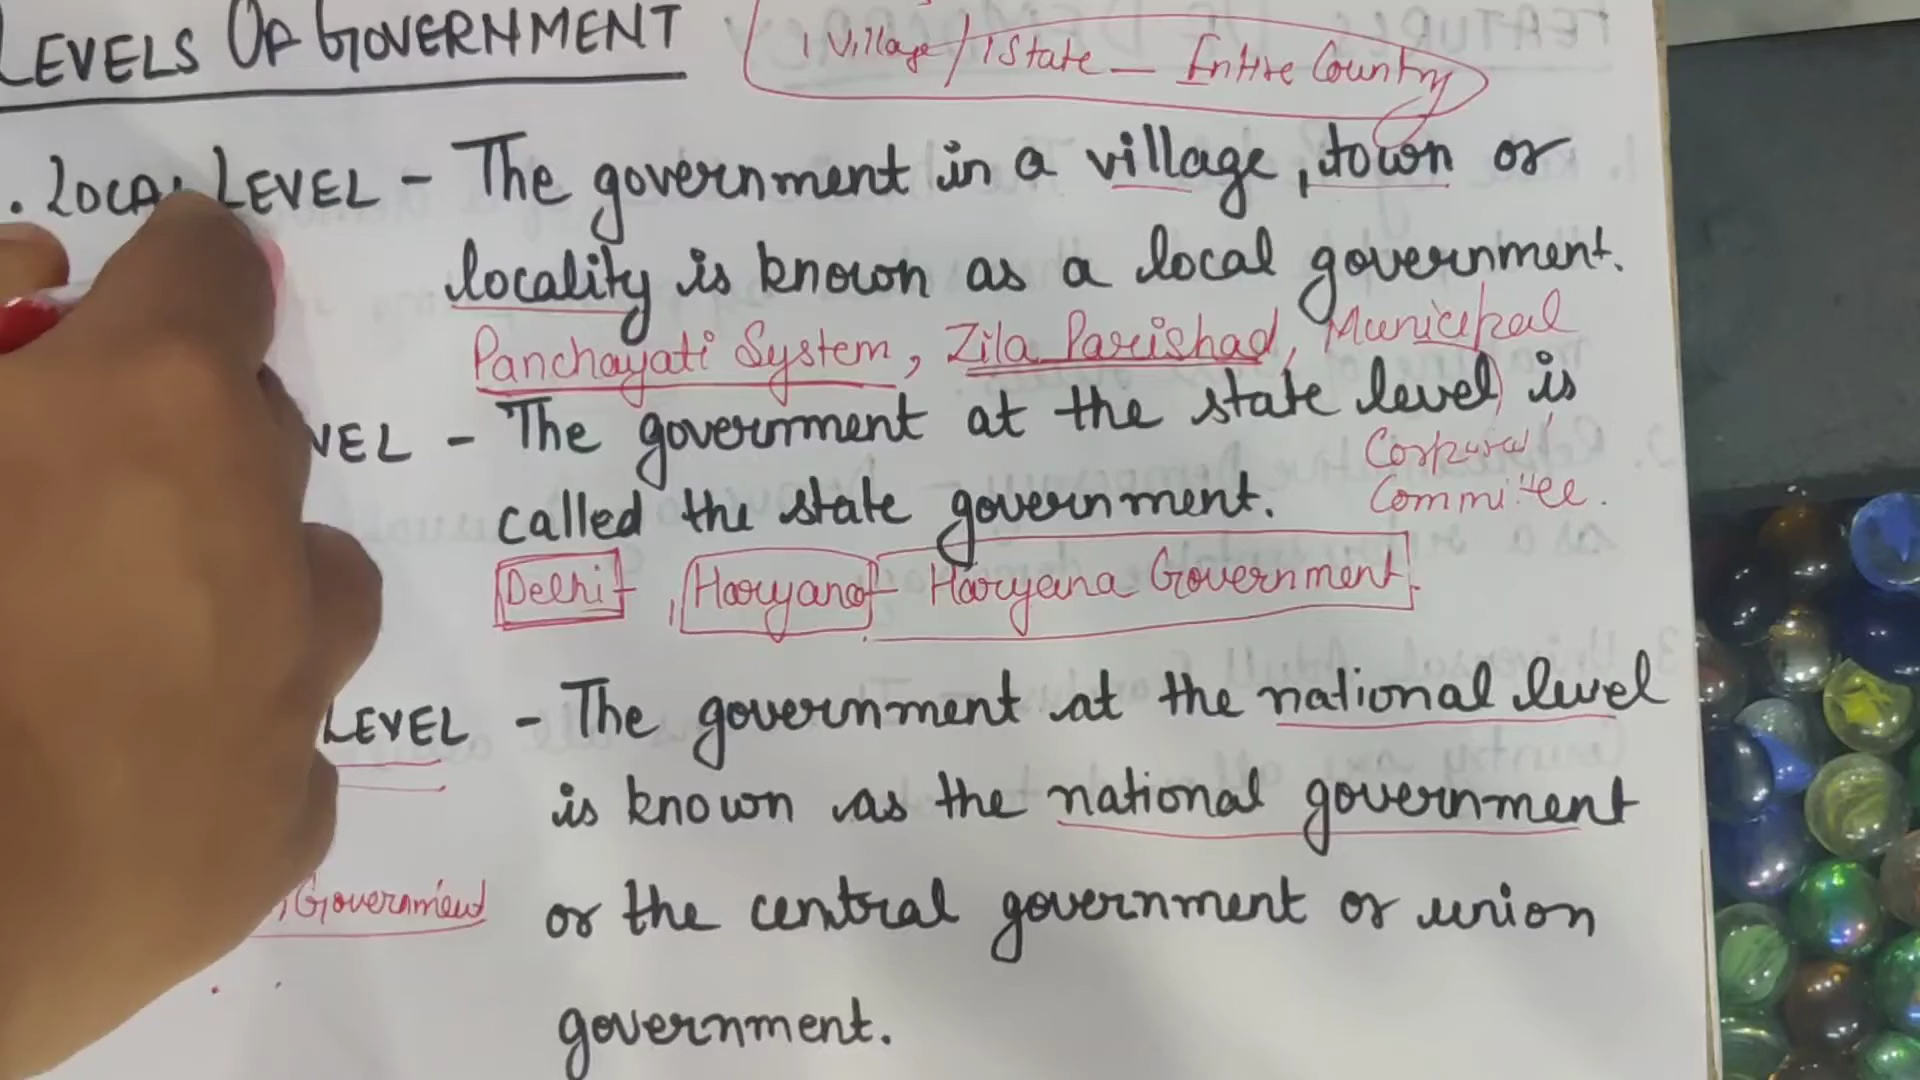 LEVELS OF GOVERNMENT
1 Village / 1 State – Entire Country
. LOCAL LEVEL – The government in a village, town or
locality is known as a local government.
Panchayati System, Zila Parishad, Municipal
VEL – The government at the state level is
Committee.
called the state government.
Delhi – , Haryana – Haryana Government.
LEVEL – The government at the national level
is known as the national government
Government
or the central government or union
government.